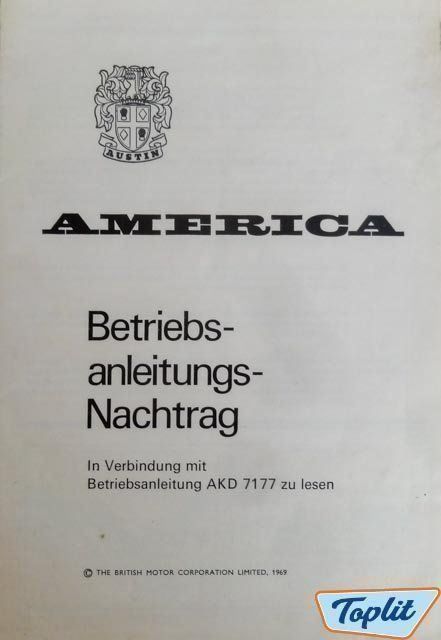 AUSTIN
AMERICA
Betriebs-
anleitungs-
Nachtrag
In Verbindung mit
Betriebsanleitung AKD 7177 zu lesen
© THE BRITISH MOTOR CORPORATION LIMITED, 1969
Toplit